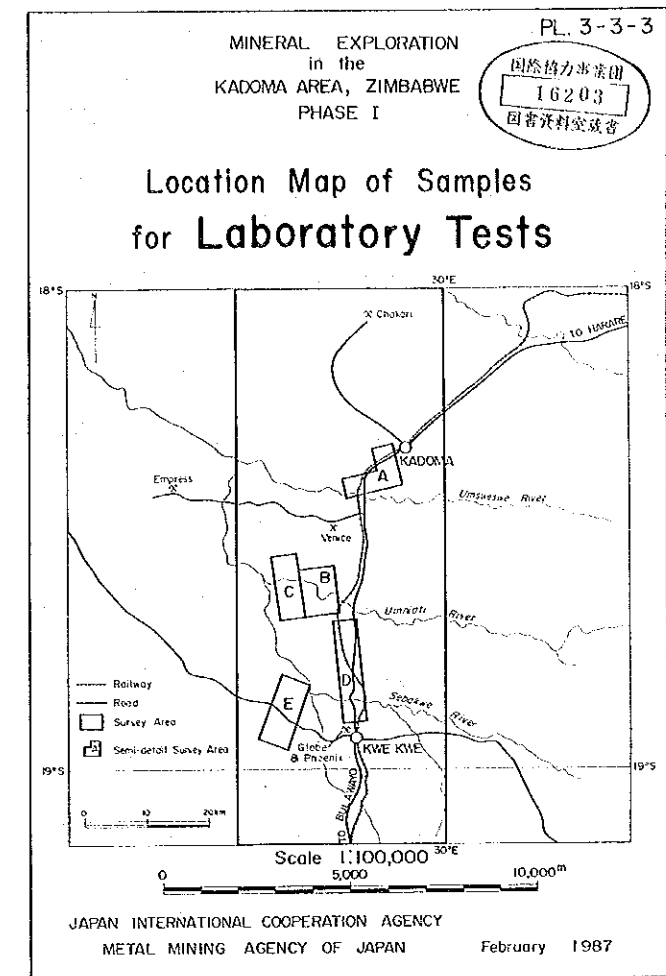 PL. 3-3-3
MINERAL EXPLORATION
in the
KADOMA AREA, ZIMBABWE
PHASE I
国際協力事業団
16203
図書資料室蔵書
Location Map of Samples
for Laboratory Tests
30°E
18°S
18°S
N
Chakari
TO HARARE
KADOMA
A
Empress
Umsweswe River
Venice
B
C
Umniati River
D
Railway
Road
Survey Area
A
Semi-detail Survey Area
E
Sebakwe River
Globe & Phoenix
KWE KWE
19°S
19°S
0 10 20km
TO BULAWAYO
30°E
Scale 1:100,000
0 5,000 10,000m
JAPAN INTERNATIONAL COOPERATION AGENCY
METAL MINING AGENCY OF JAPAN February 1987